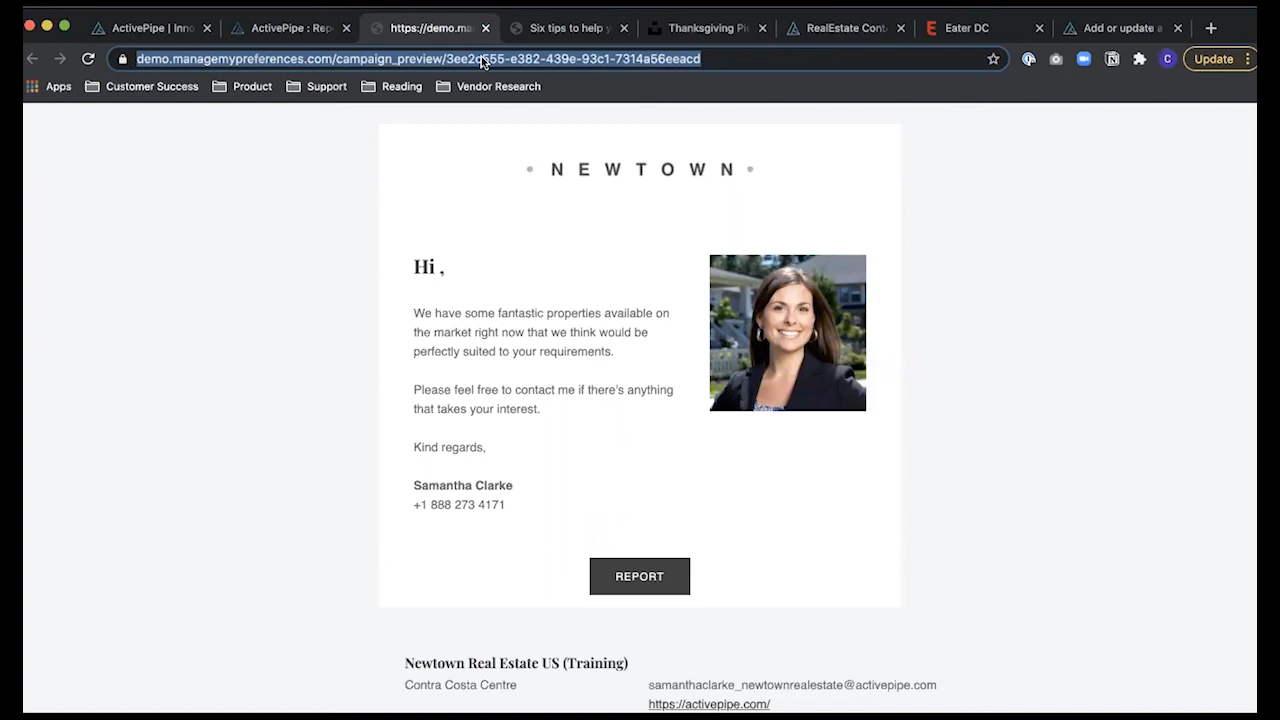 ActivePipe | Inno
ActivePipe : Rep
https://demo.ma
Six tips to help y
Thanksgiving Pi
RealEstate Cont
Eater DC
Add or update e
demo.managemypreferences.com/campaign_preview/3ee2c555-e382-439e-93c1-7314a56eeacd
C
Update
Apps
Customer Success
Product
Support
Reading
Vendor Research
• N E W T O W N •
Hi ,
We have some fantastic properties available on
the market right now that we think would be
perfectly suited to your requirements.
Please feel free to contact me if there's anything
that takes your interest.
Kind regards,
Samantha Clarke
+1 888 273 4171
REPORT
Newtown Real Estate US (Training)
Contra Costa Centre
samanthaclarke_newtownrealestate@activepipe.com
https://activepipe.com/